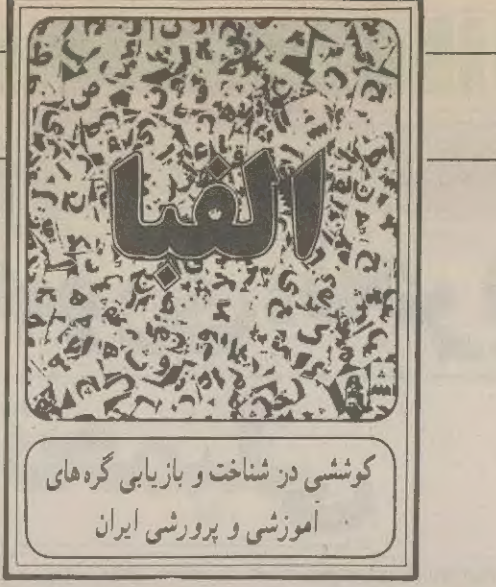 الفبا
کوششی در شناخت و بازیابی گره‌های
آموزشی و پرورشی ایران